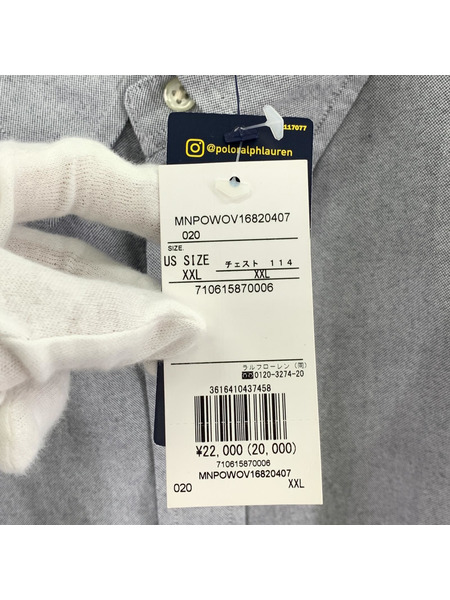 117077
@poloralphlauren
MNPOWOV16820407
020
SIZE.
US SIZE チェスト 114
XXL XXL
710615870006
ラルフローレン(同)
0120-3274-20
3616410437458
¥22,000(20,000)
710615870006
MNPOWOV16820407
020 XXL